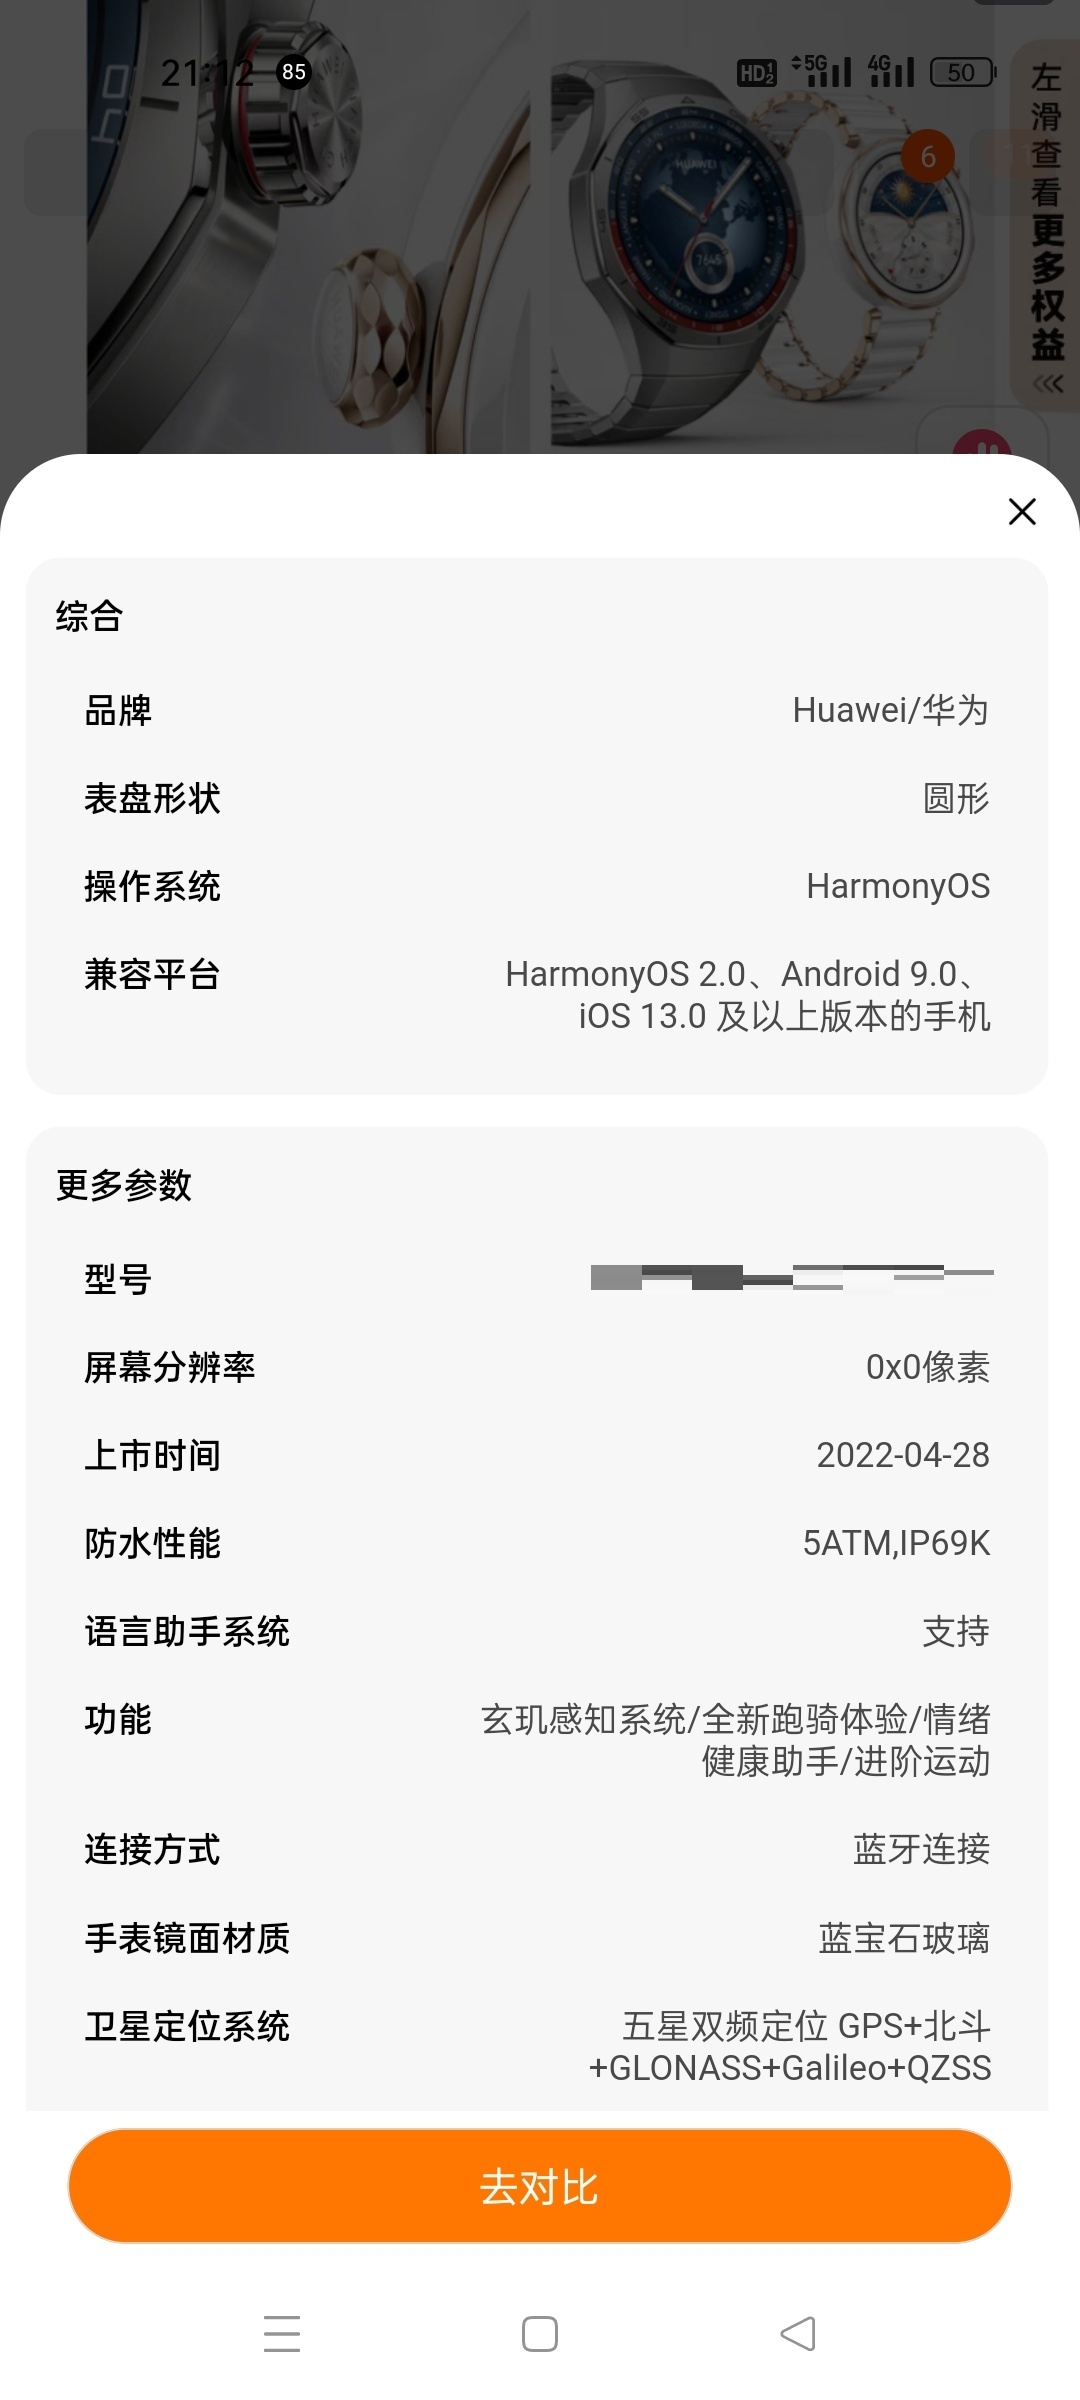 21:12 85 HD 1 2 5G 4G 50
左滑查看更多权益
HUAWEI
6
综合
品牌 Huawei/华为
表盘形状 圆形
操作系统 HarmonyOS
兼容平台 HarmonyOS 2.0、Android 9.0、
iOS 13.0 及以上版本的手机
更多参数
型号
屏幕分辨率 0x0像素
上市时间 2022-04-28
防水性能 5ATM,IP69K
语言助手系统 支持
功能 玄玑感知系统/全新跑骑体验/情绪
健康助手/进阶运动
连接方式 蓝牙连接
手表镜面材质 蓝宝石玻璃
卫星定位系统 五星双频定位 GPS+北斗
+GLONASS+Galileo+QZSS
去对比